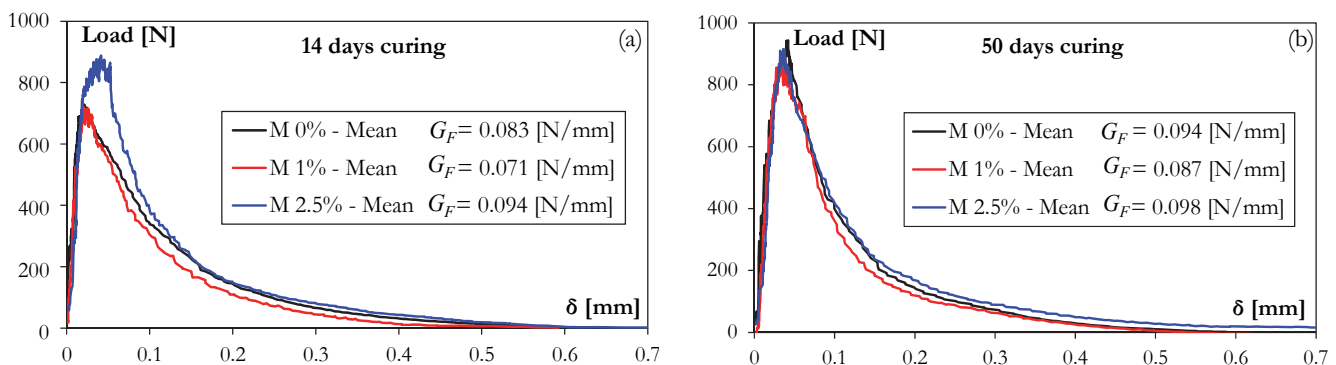 1000
Load [N]
14 days curing
(a)
800
600
400
200
0
M 0% - Mean G_F = 0.083 [N/mm]
M 1% - Mean G_F = 0.071 [N/mm]
M 2.5% - Mean G_F = 0.094 [N/mm]
δ [mm]
0 0.1 0.2 0.3 0.4 0.5 0.6 0.7
1000
Load [N]
50 days curing
(b)
800
600
400
200
0
M 0% - Mean G_F = 0.094 [N/mm]
M 1% - Mean G_F = 0.087 [N/mm]
M 2.5% - Mean G_F = 0.098 [N/mm]
δ [mm]
0 0.1 0.2 0.3 0.4 0.5 0.6 0.7